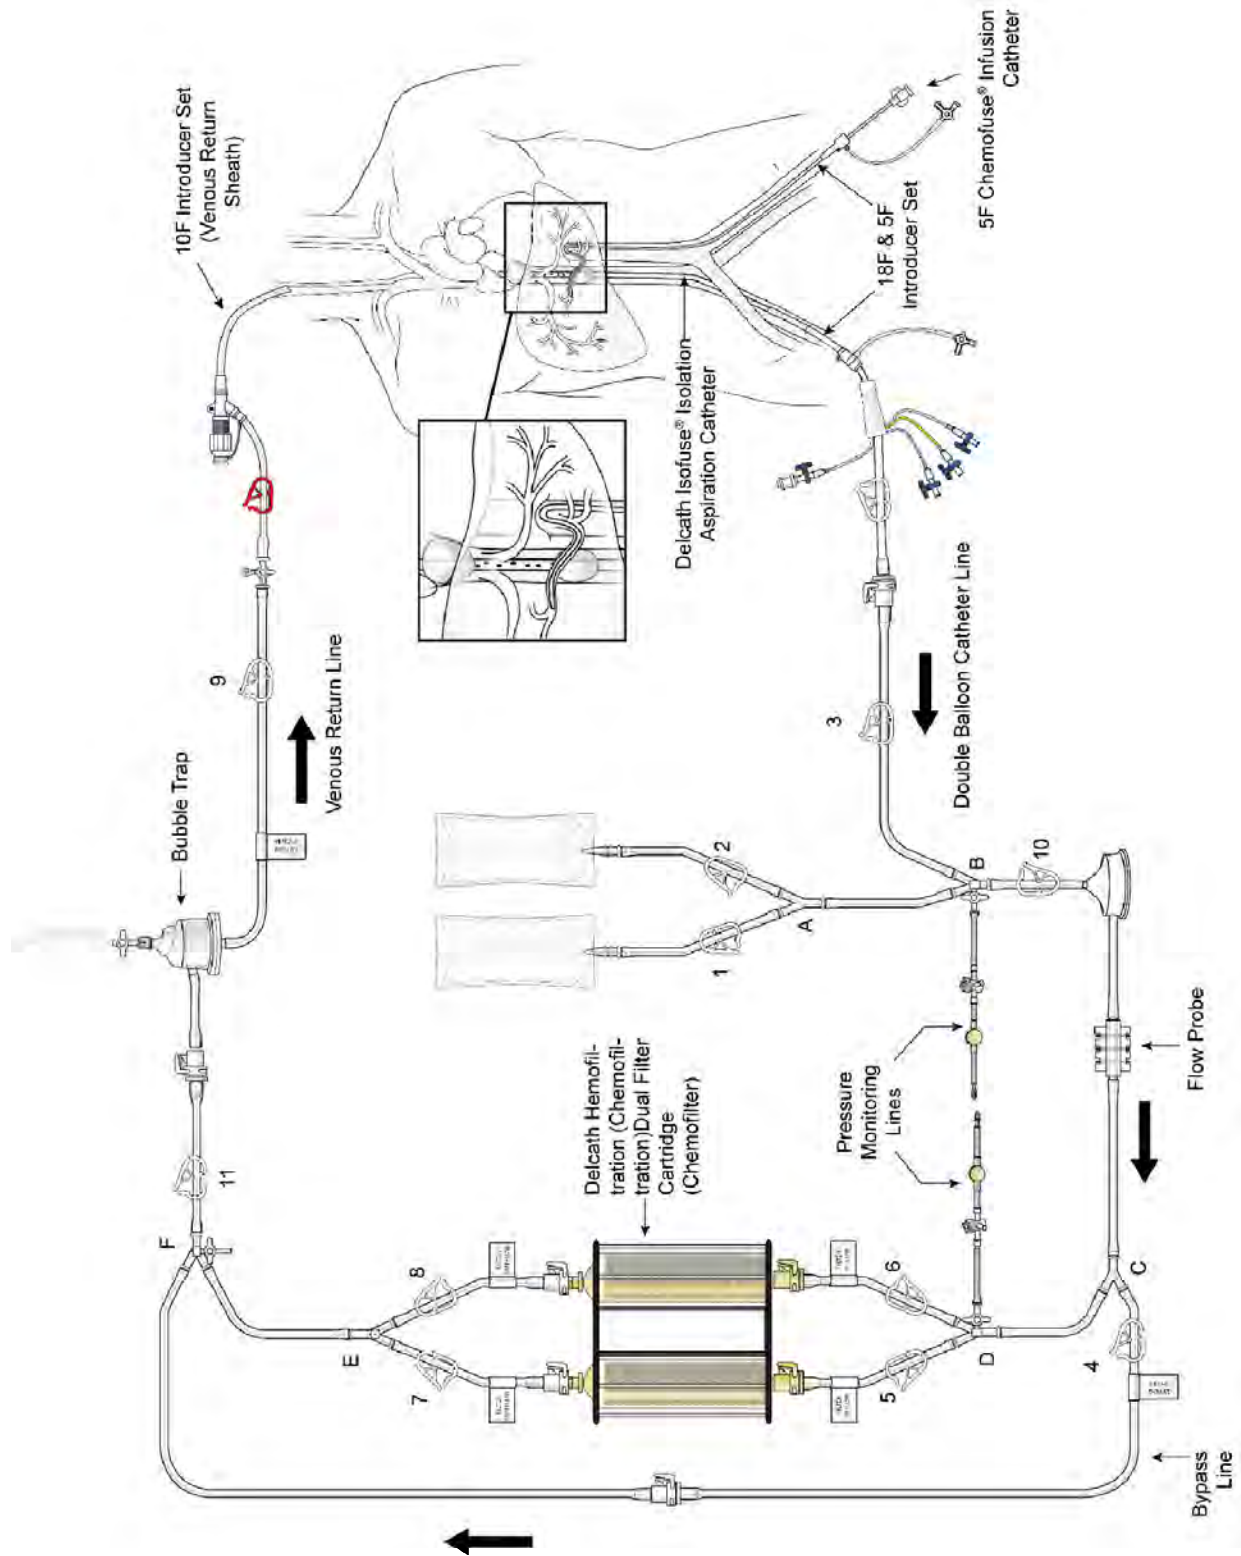 10F Introducer Set
(Venous Return
Sheath)
5F Chemofuse® Infusion
Catheter
18F & 5F
Introducer Set
Delcath Isofuse® Isolation
Aspiration Catheter
9
Venous Return Line
Bubble Trap
3
Double Balloon Catheter Line
2
1
A
B
10
Flow Probe
Pressure
Monitoring
Lines
Delcath Hemofil-
tration (Chemofil-
tration)Dual Filter
Cartridge
(Chemofilter)
11
F
8
7
E
6
5
D
C
4
Bypass
Line